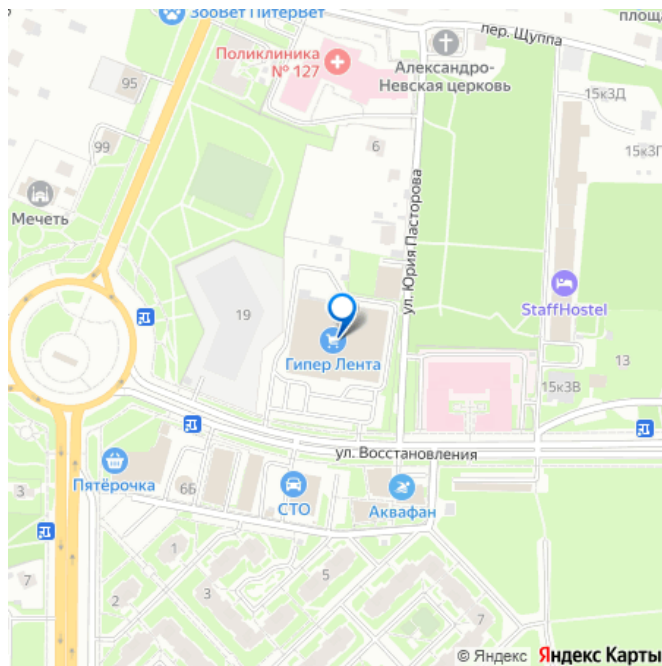 ЗооВет ПитерВет
пер. Щуппа
площа
Поликлиника
№ 127
Александро-
Невская церковь
95
15к3Д
99
6
15к3Г
Мечеть
ул. Юрия Пасторова
19
StaffHostel
Гипер Лента
13
15к3В
ул. Восстановления
Пятёрочка
6Б
СТО
Аквафан
3
1
5
7
2
3
7
© Яндекс Яндекс Карты